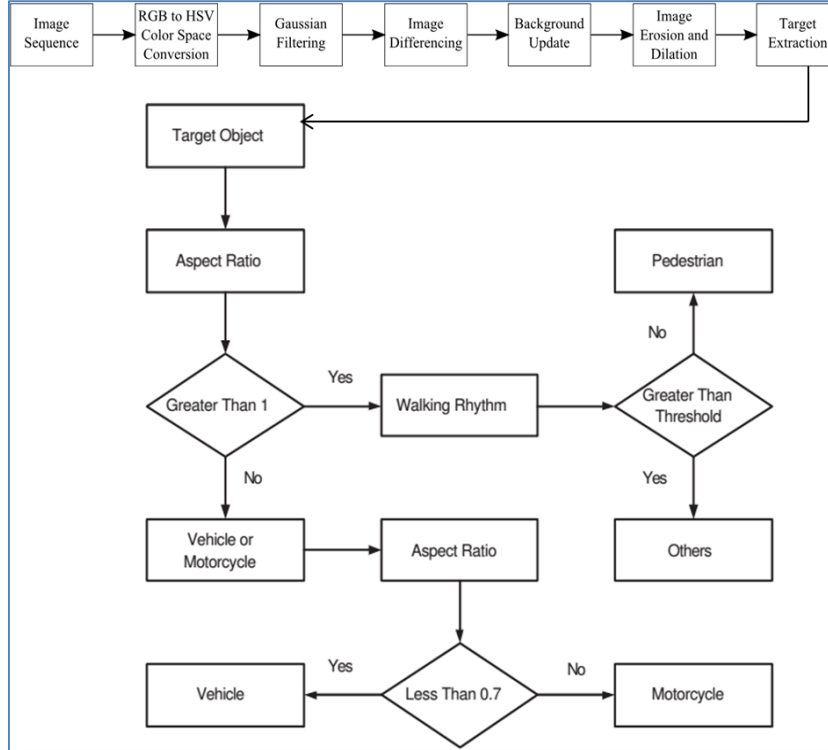 Image
Sequence
RGB to HSV
Color Space
Conversion
Gaussian
Filtering
Image
Differencing
Background
Update
Image
Erosion and
Dilation
Target
Extraction
Target Object
Aspect Ratio
Pedestrian
No
Yes
Greater Than 1
Walking Rhythm
Greater Than
Threshold
No
Yes
Vehicle or
Motorcycle
Aspect Ratio
Others
Yes
No
Vehicle
Less Than 0.7
Motorcycle